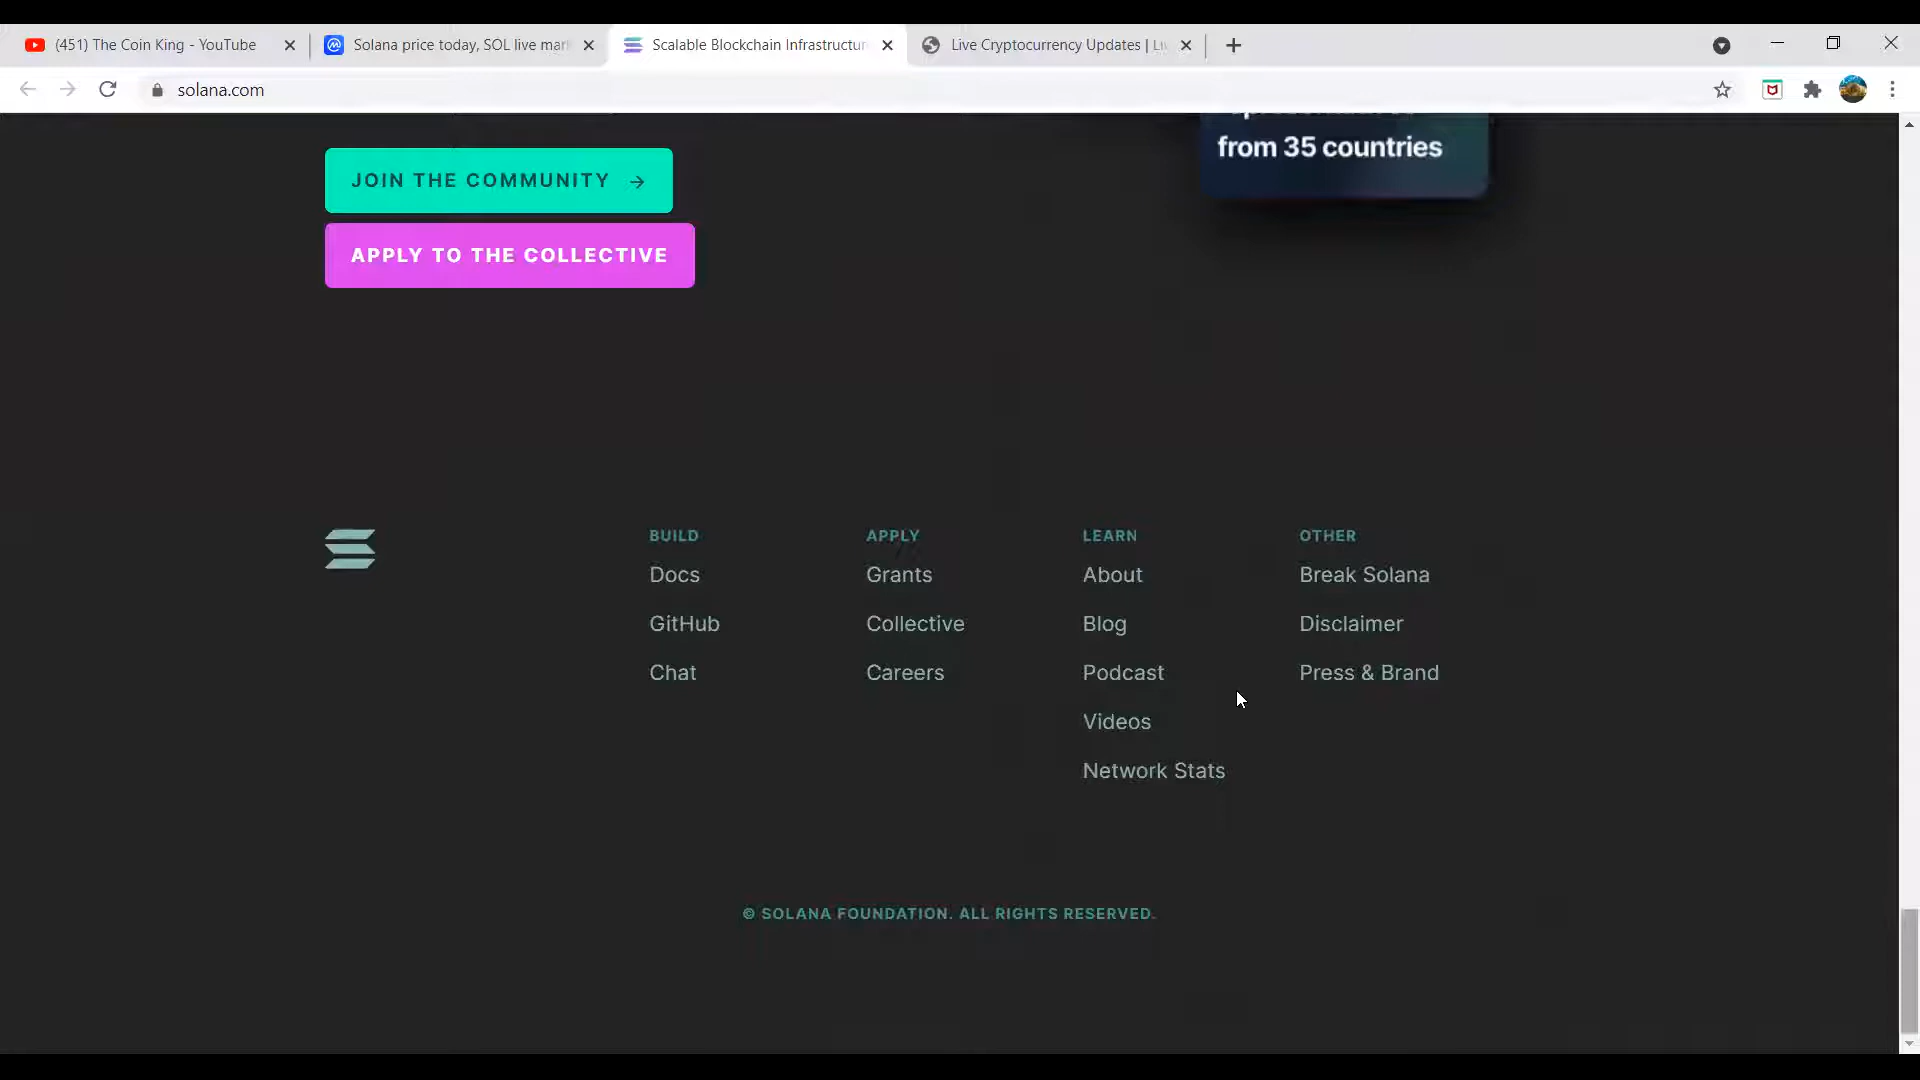 (451) The Coin King - YouTube
Solana price today, SOL live mar
Scalable Blockchain Infrastructur
Live Cryptocurrency Updates | Li
solana.com
from 35 countries
JOIN THE COMMUNITY →
APPLY TO THE COLLECTIVE
BUILD
Docs
GitHub
Chat
APPLY
Grants
Collective
Careers
LEARN
About
Blog
Podcast
Videos
Network Stats
OTHER
Break Solana
Disclaimer
Press & Brand
© SOLANA FOUNDATION. ALL RIGHTS RESERVED.